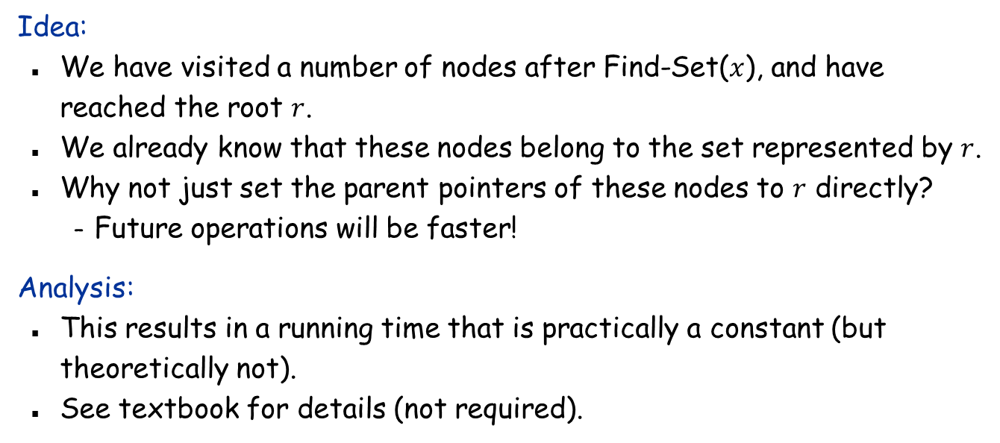 Idea:
▪ We have visited a number of nodes after Find-Set(x), and have
reached the root r.
▪ We already know that these nodes belong to the set represented by r.
▪ Why not just set the parent pointers of these nodes to r directly?
- Future operations will be faster!
Analysis:
▪ This results in a running time that is practically a constant (but
theoretically not).
▪ See textbook for details (not required).